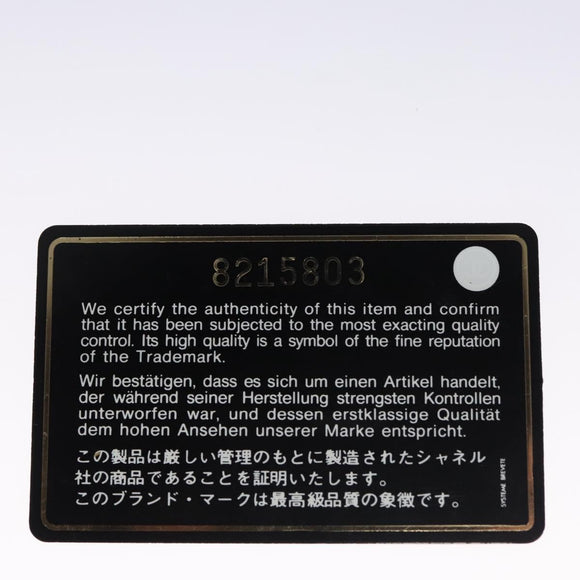 8215803
We certify the authenticity of this item and confirm
that it has been subjected to the most exacting quality
control. Its high quality is a symbol of the fine reputation
of the Trademark.
Wir bestätigen, dass es sich um einen Artikel handelt,
der während seiner Herstellung strengsten Kontrollen
unterworfen war, und dessen erstklassige Qualität
dem hohen Ansehen unserer Marke entspricht.
この製品は厳しい管理のもとに製造されたシャネル
社の商品であることを証明いたします。
このブランド・マークは最高級品質の象徴です。
SYSTEME BREVETE